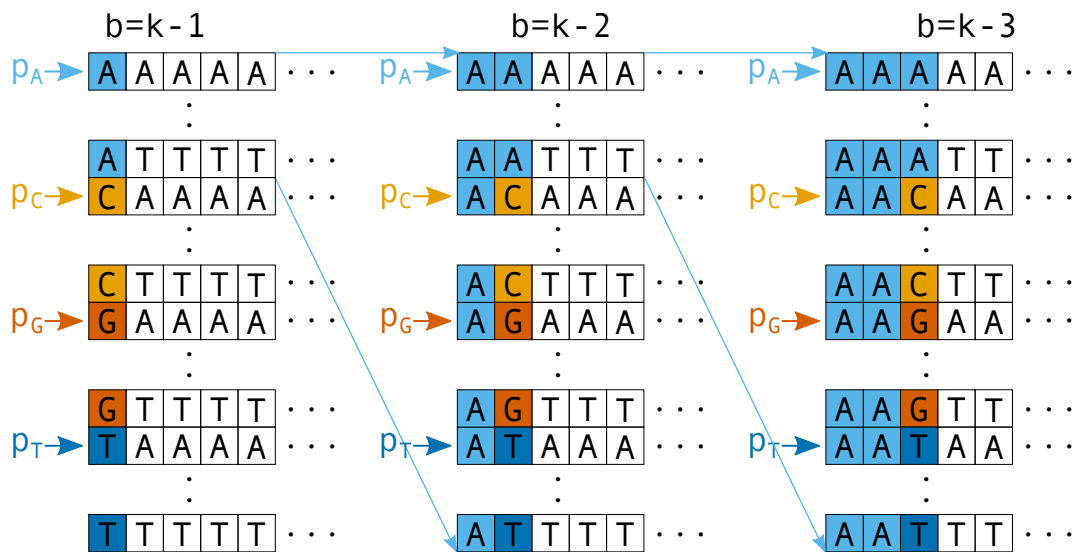 b=k-1 b=k-2 b=k-3
pA A A A A A ... pA A A A A A ... pA A A A A A ...
: : :
A T T T T ... A A T T T ... A A A T T ...
pC C A A A A ... pC A C A A A ... pC A A C A A ...
: : :
C T T T T ... A C T T T ... A A C T T ...
pG G A A A A ... pG A G A A A ... pG A A G A A ...
: : :
G T T T T ... A G T T T ... A A G T T ...
pT T A A A A ... pT A T A A A ... pT A A T A A ...
: : :
T T T T T ... A T T T T ... A A T T T ...